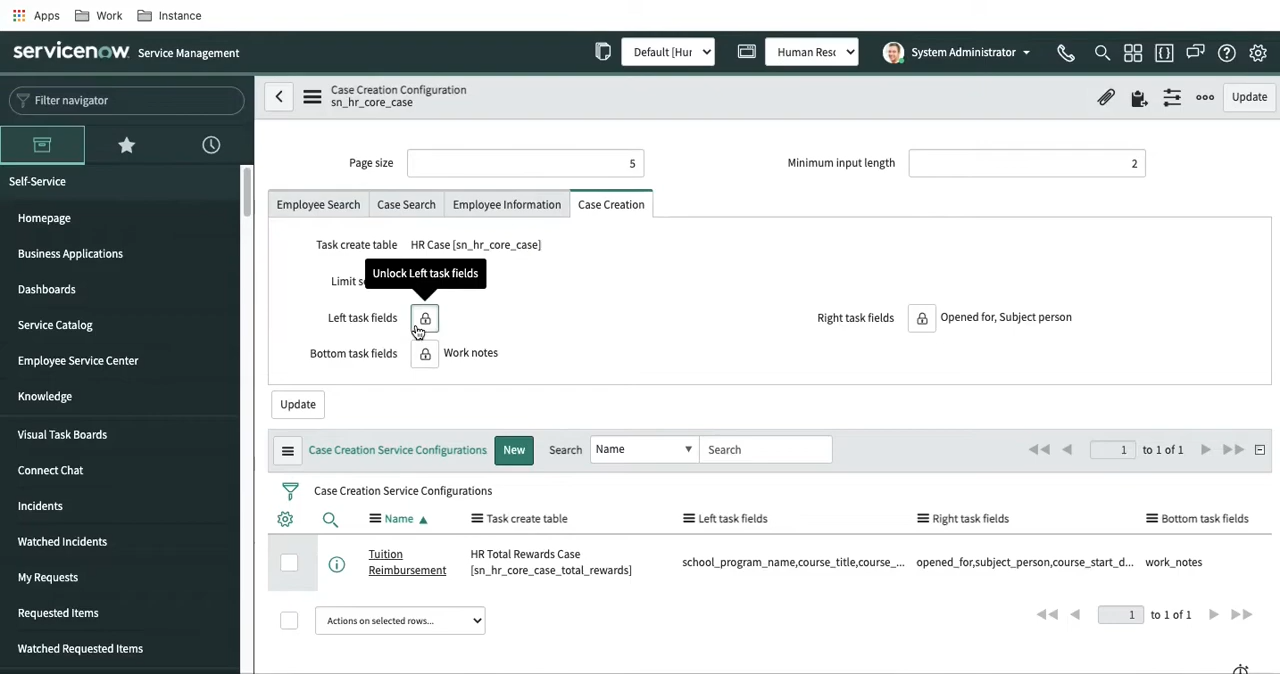 Apps Work Instance
servicenow. Service Management Default [Hur Human Resc System Administrator
Filter navigator
Self-Service
Homepage
Business Applications
Dashboards
Service Catalog
Employee Service Center
Knowledge
Visual Task Boards
Connect Chat
Incidents
Watched Incidents
My Requests
Requested Items
Watched Requested Items
Case Creation Configuration
sn_hr_core_case
Update
Page size 5 Minimum input length 2
Employee Search Case Search Employee Information Case Creation
Task create table HR Case [sn_hr_core_case]
Unlock Left task fields
Limit se
Left task fields Right task fields Opened for, Subject person
Bottom task fields Work notes
Update
Case Creation Service Configurations New Search Name Search 1 to 1 of 1
Case Creation Service Configurations
Name Task create table Left task fields Right task fields Bottom task fields
Tuition Reimbursement HR Total Rewards Case [sn_hr_core_case_total_rewards] school_program_name,course_title,course_... opened_for,subject_person,course_start_d... work_notes
Actions on selected rows... 1 to 1 of 1